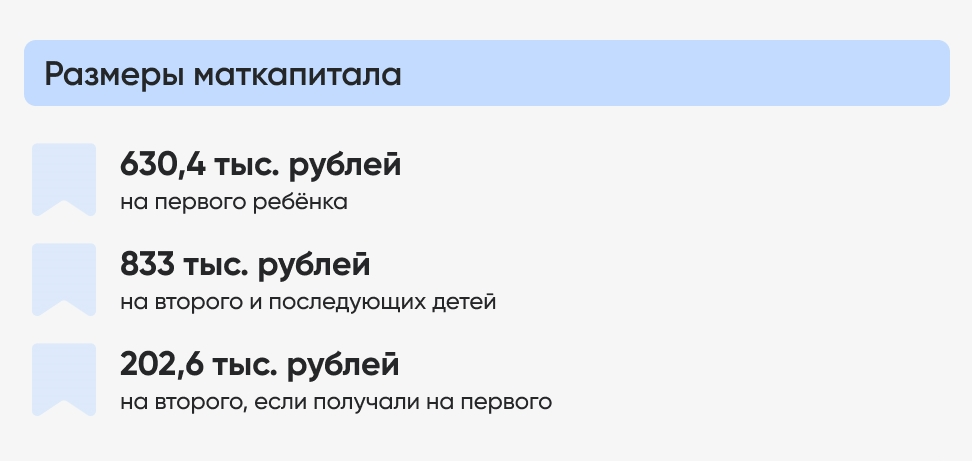 Размеры маткапитала
630,4 тыс. рублей
на первого ребёнка
833 тыс. рублей
на второго и последующих детей
202,6 тыс. рублей
на второго, если получали на первого